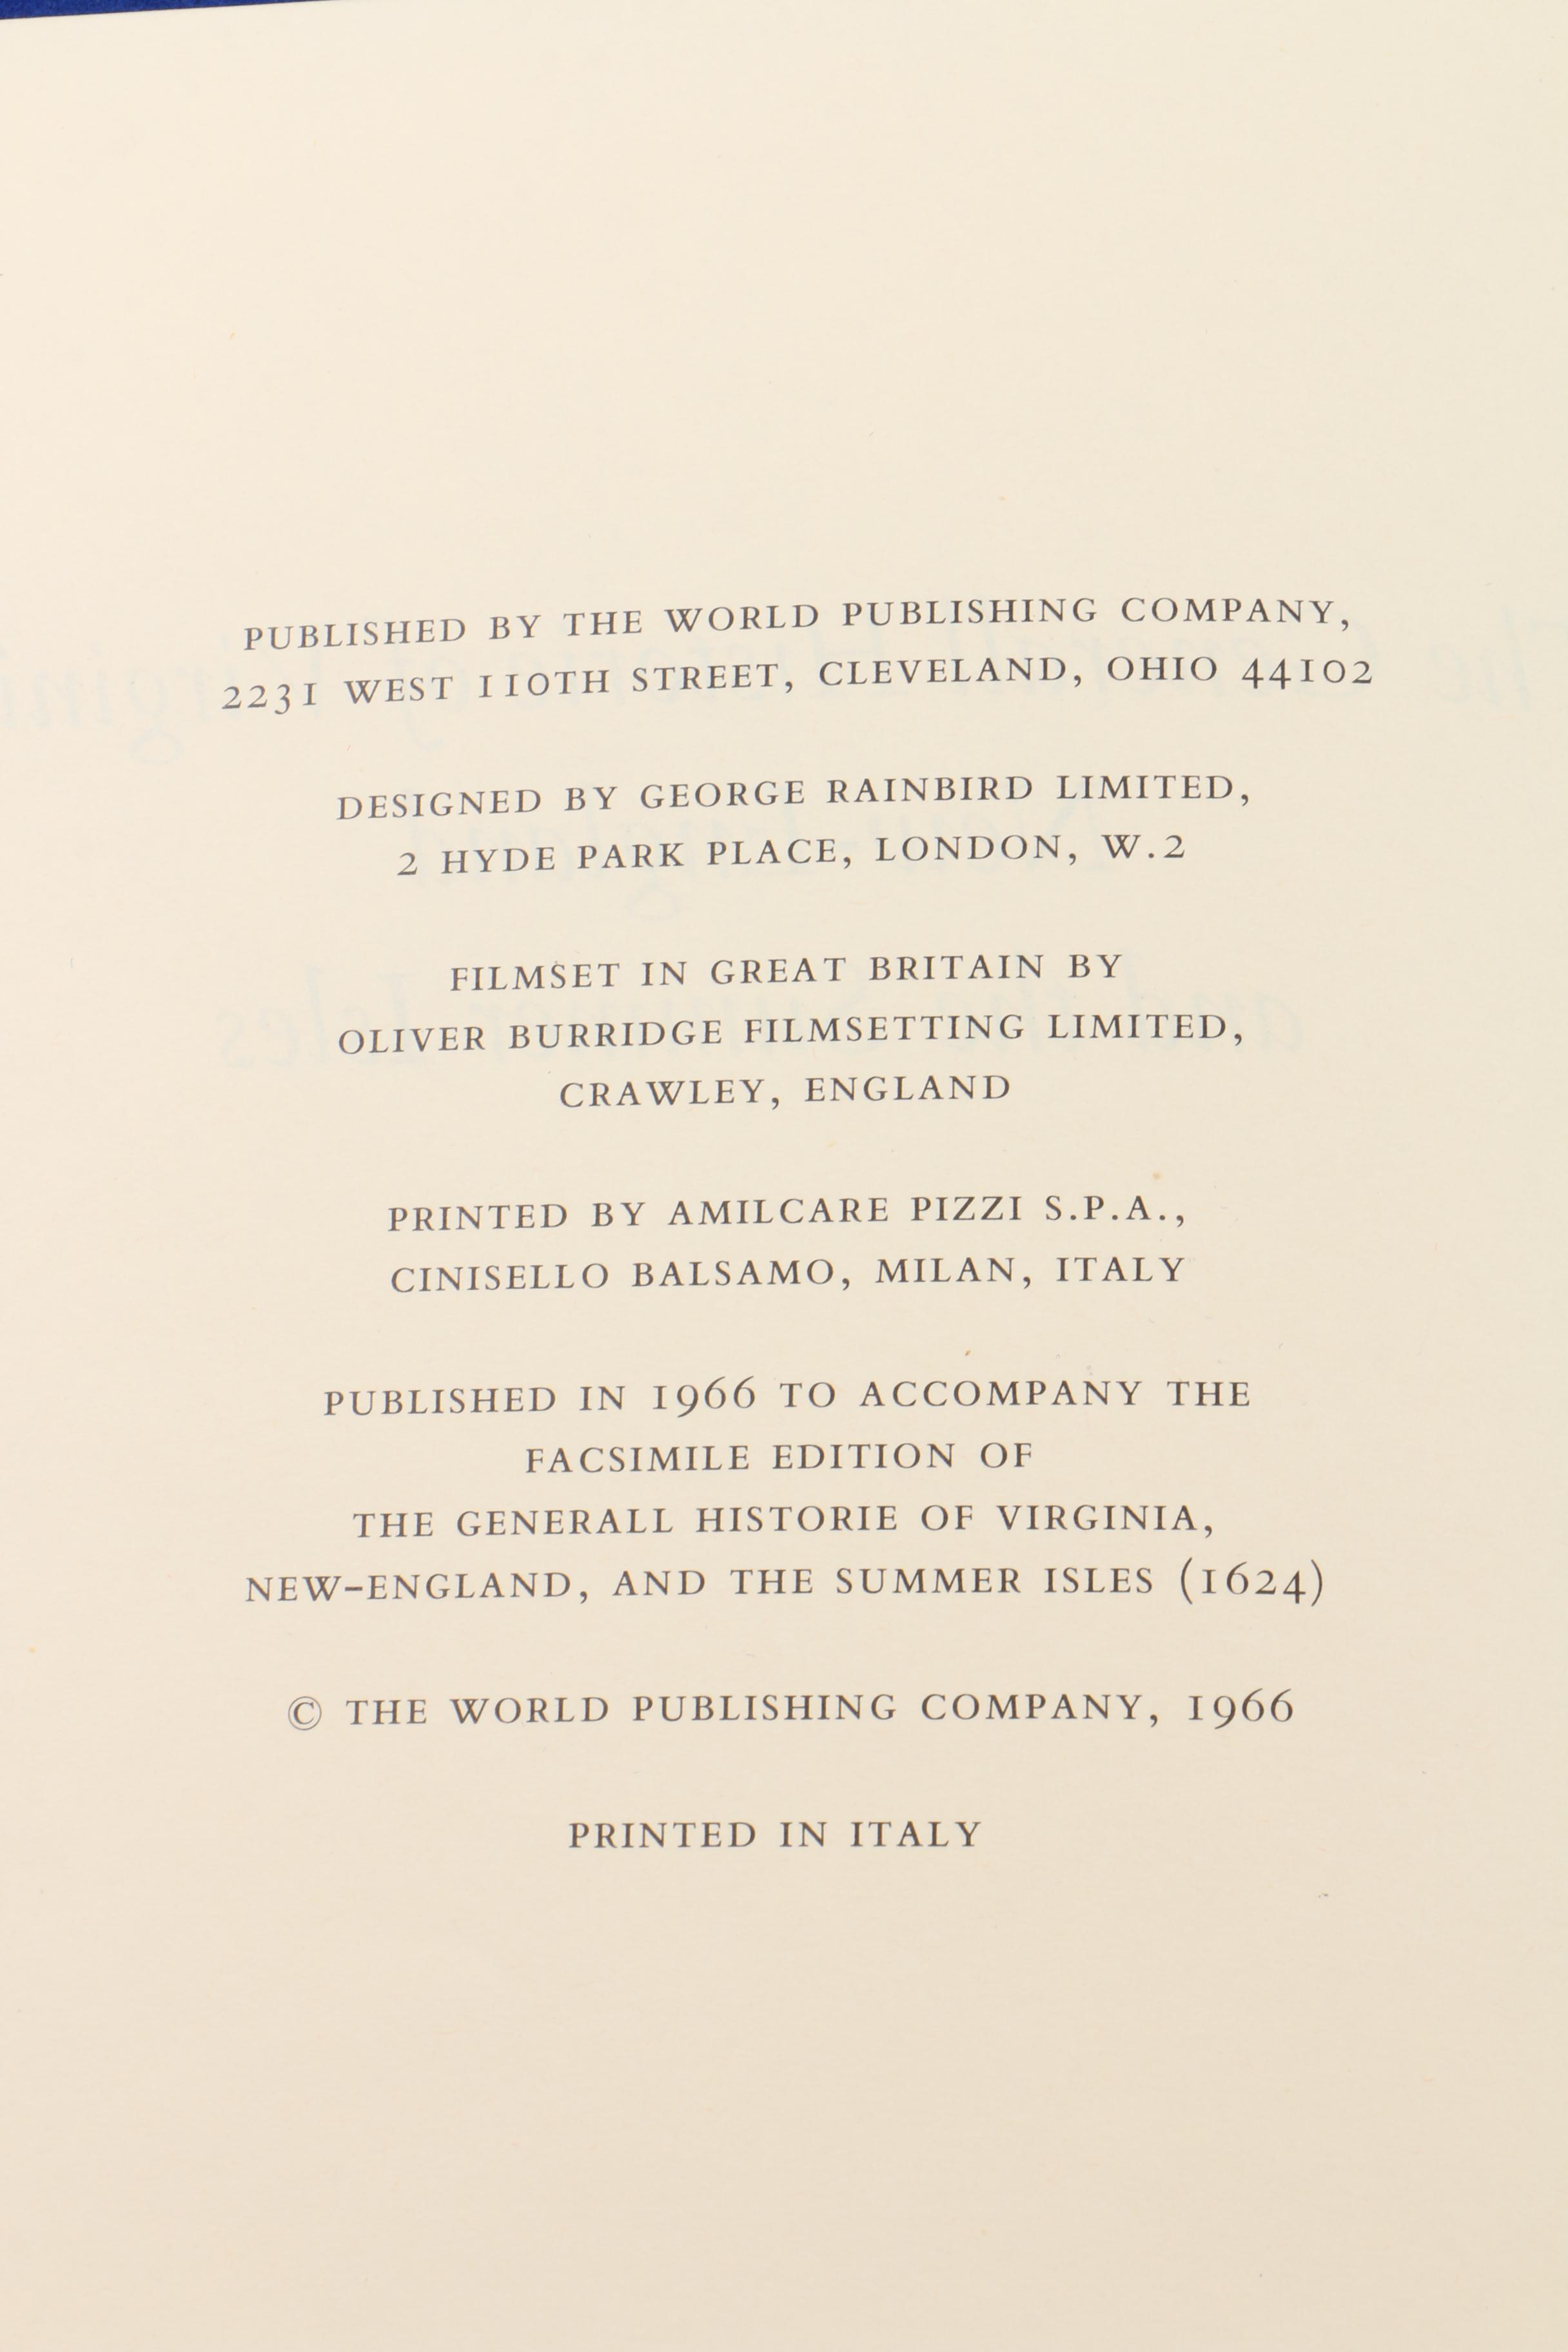 PUBLISHED BY THE WORLD PUBLISHING COMPANY,
2231 WEST 110TH STREET, CLEVELAND, OHIO 44102
DESIGNED BY GEORGE RAINBIRD LIMITED,
2 HYDE PARK PLACE, LONDON, W.2
FILMSET IN GREAT BRITAIN BY
OLIVER BURRIDGE FILMSETTING LIMITED,
CRAWLEY, ENGLAND
PRINTED BY AMILCARE PIZZI S.P.A.,
CINISELLO BALSAMO, MILAN, ITALY
PUBLISHED IN 1966 TO ACCOMPANY THE
FACSIMILE EDITION OF
THE GENERALL HISTORIE OF VIRGINIA,
NEW-ENGLAND, AND THE SUMMER ISLES (1624)
© THE WORLD PUBLISHING COMPANY, 1966
PRINTED IN ITALY